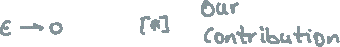 ϵ → 0 [*] Our
Contribution